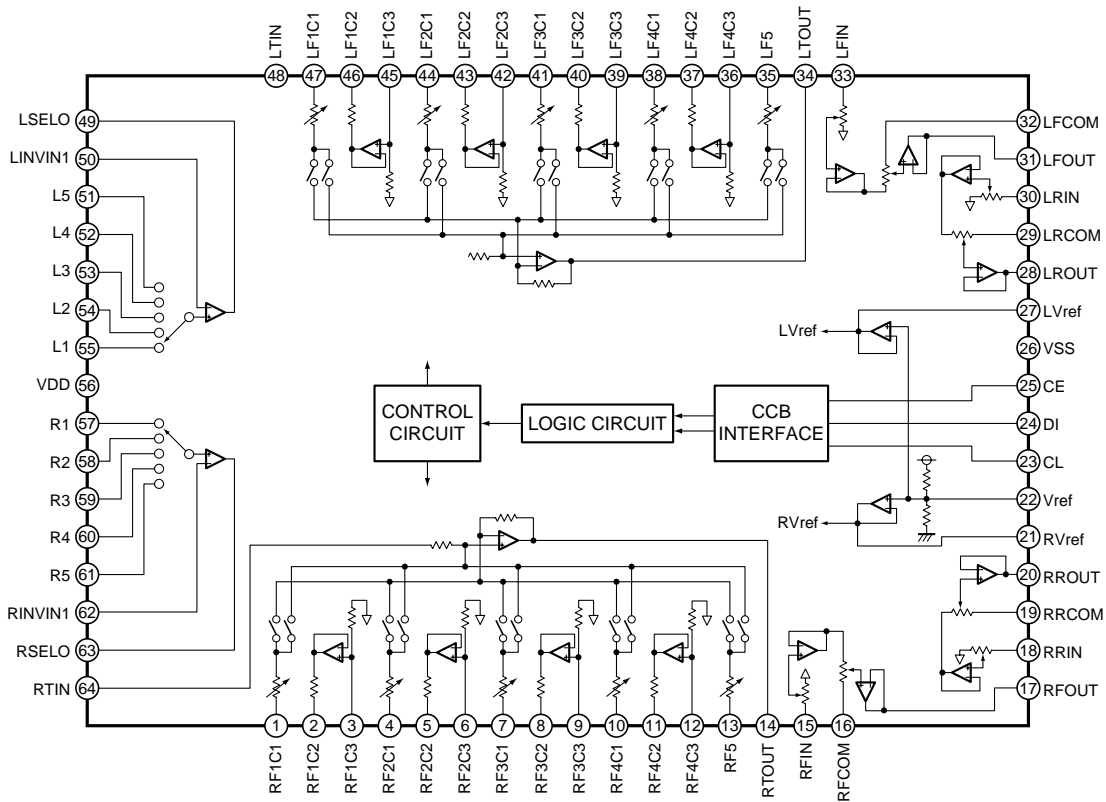 LTIN
LF1C1
LF1C2
LF1C3
LF2C1
LF2C2
LF2C3
LF3C1
LF3C2
LF3C3
LF4C1
LF4C2
LF4C3
LF5
LTOUT
LFIN
48 47 46 45 44 43 42 41 40 39 38 37 36 35 34 33
LSELO 49
LINVIN1 50
L5 51
L4 52
L3 53
L2 54
L1 55
VDD 56
R1 57
R2 58
R3 59
R4 60
R5 61
RINVIN1 62
RSELO 63
RTIN 64
32 LFCOM
31 LFOUT
30 LRIN
29 LRCOM
28 LROUT
27 LVref
26 VSS
25 CE
24 DI
23 CL
22 Vref
21 RVref
20 RROUT
19 RRCOM
18 RRIN
17 RFOUT
LVref
CONTROL
CIRCUIT
LOGIC CIRCUIT
CCB
INTERFACE
RVref
1 2 3 4 5 6 7 8 9 10 11 12 13 14 15 16
RF1C1
RF1C2
RF1C3
RF2C1
RF2C2
RF2C3
RF3C1
RF3C2
RF3C3
RF4C1
RF4C2
RF4C3
RF5
RTOUT
RFIN
RFCOM